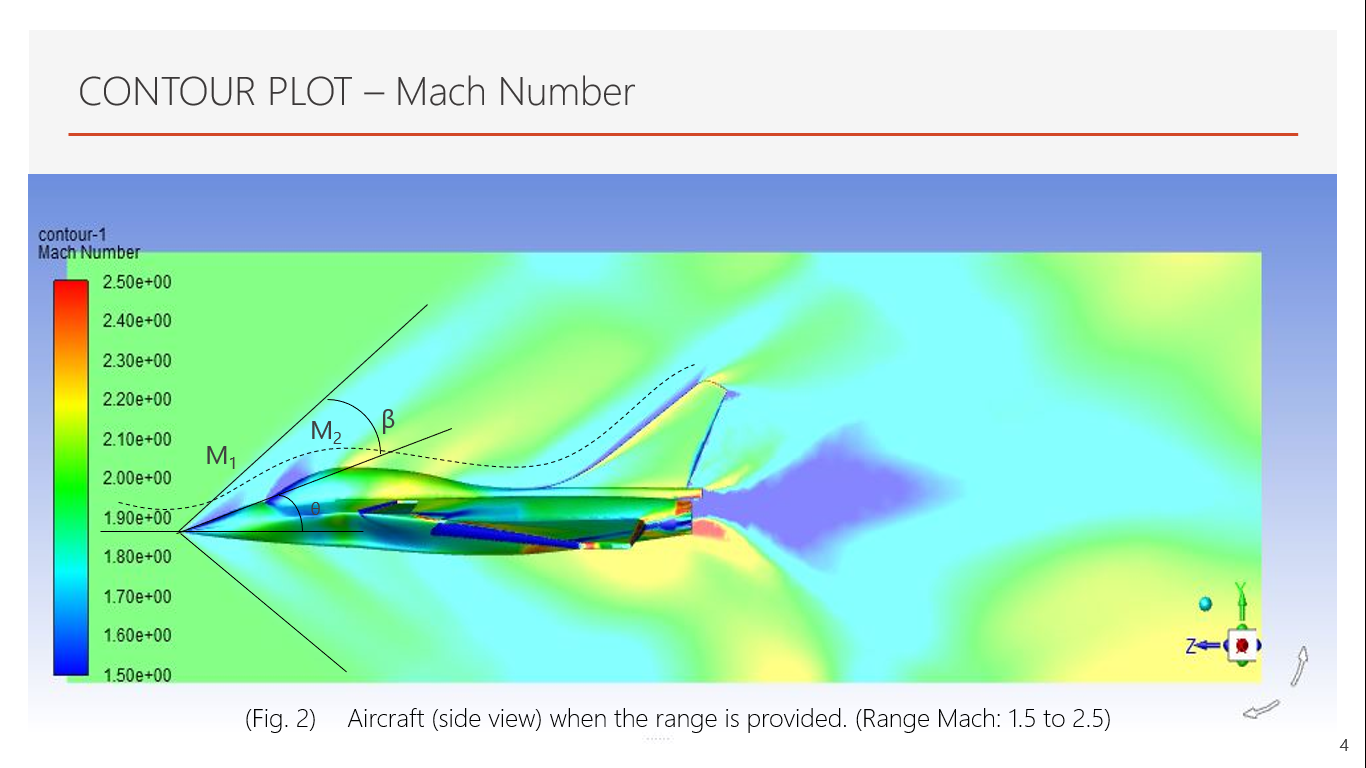 CONTOUR PLOT – Mach Number
contour-1
Mach Number
2.50e+00
2.40e+00
2.30e+00
2.20e+00
2.10e+00
2.00e+00
1.90e+00
1.80e+00
1.70e+00
1.60e+00
1.50e+00
M₁
M₂
β
θ
Y
Z
(Fig. 2) Aircraft (side view) when the range is provided. (Range Mach: 1.5 to 2.5)
4